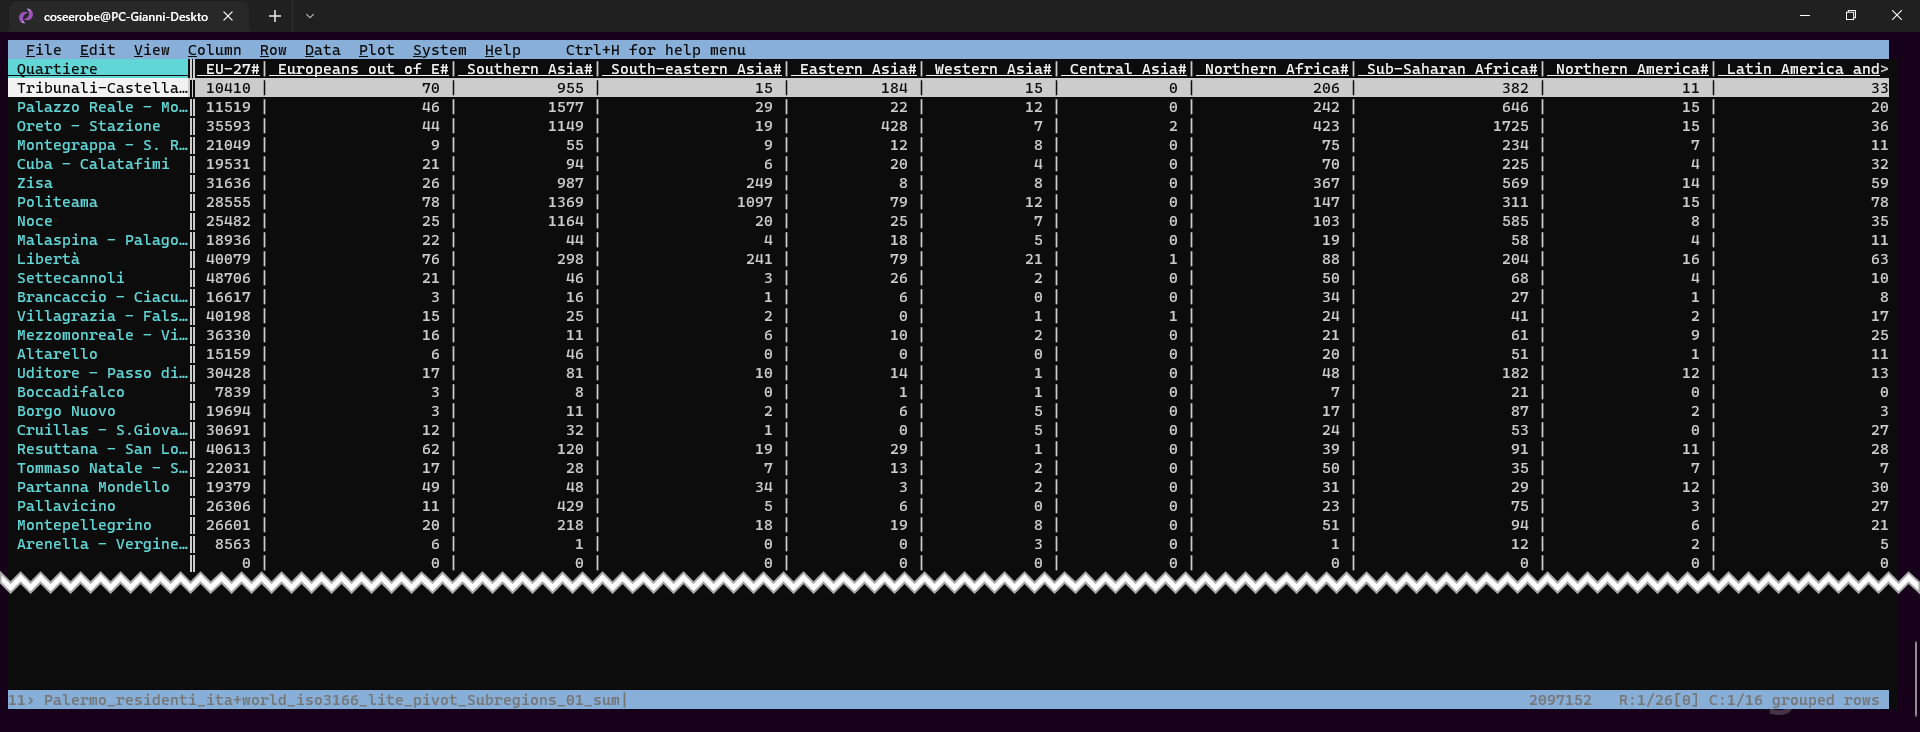 coseerobe@PC-Gianni-Deskto
File Edit View Column Row Data Plot System Help Ctrl+H for help menu
Quartiere ‖ EU-27#| Europeans out of E#| Southern Asia#| South-eastern Asia#| Eastern Asia#| Western Asia#| Central Asia#| Northern Africa#| Sub-Saharan Africa#| Northern America#| Latin America and>
Tribunali-Castella…‖ 10410 | 70 | 955 | 15 | 184 | 15 | 0 | 206 | 382 | 11 | 33
Palazzo Reale - Mo…‖ 11519 | 46 | 1577 | 29 | 22 | 12 | 0 | 242 | 646 | 15 | 20
Oreto - Stazione ‖ 35593 | 44 | 1149 | 19 | 428 | 7 | 2 | 423 | 1725 | 15 | 36
Montegrappa - S. R…‖ 21049 | 9 | 55 | 9 | 12 | 8 | 0 | 75 | 234 | 7 | 11
Cuba - Calatafimi ‖ 19531 | 21 | 94 | 6 | 20 | 4 | 0 | 70 | 225 | 4 | 32
Zisa ‖ 31636 | 26 | 987 | 249 | 8 | 8 | 0 | 367 | 569 | 14 | 59
Politeama ‖ 28555 | 78 | 1369 | 1097 | 79 | 12 | 0 | 147 | 311 | 15 | 78
Noce ‖ 25482 | 25 | 1164 | 20 | 25 | 7 | 0 | 103 | 585 | 8 | 35
Malaspina - Palago…‖ 18936 | 22 | 44 | 4 | 18 | 5 | 0 | 19 | 58 | 4 | 11
Libertà ‖ 40079 | 76 | 298 | 241 | 79 | 21 | 1 | 88 | 204 | 16 | 63
Settecannoli ‖ 48706 | 21 | 46 | 3 | 26 | 2 | 0 | 50 | 68 | 4 | 10
Brancaccio - Ciacu…‖ 16617 | 3 | 16 | 1 | 6 | 0 | 0 | 34 | 27 | 1 | 8
Villagrazia - Fals…‖ 40198 | 15 | 25 | 2 | 0 | 1 | 1 | 24 | 41 | 2 | 17
Mezzomonreale - Vi…‖ 36330 | 16 | 11 | 6 | 10 | 2 | 0 | 21 | 61 | 9 | 25
Altarello ‖ 15159 | 6 | 46 | 0 | 0 | 0 | 0 | 20 | 51 | 1 | 11
Uditore - Passo di…‖ 30428 | 17 | 81 | 10 | 14 | 1 | 0 | 48 | 182 | 12 | 13
Boccadifalco ‖ 7839 | 3 | 8 | 0 | 1 | 1 | 0 | 7 | 21 | 0 | 0
Borgo Nuovo ‖ 19694 | 3 | 11 | 2 | 6 | 5 | 0 | 17 | 87 | 2 | 3
Cruillas - S.Giova…‖ 30691 | 12 | 32 | 1 | 0 | 5 | 0 | 24 | 53 | 0 | 27
Resuttana - San Lo…‖ 40613 | 62 | 120 | 19 | 29 | 1 | 0 | 39 | 91 | 11 | 28
Tommaso Natale - S…‖ 22031 | 17 | 28 | 7 | 13 | 2 | 0 | 50 | 35 | 7 | 7
Partanna Mondello ‖ 19379 | 49 | 48 | 34 | 3 | 2 | 0 | 31 | 29 | 12 | 30
Pallavicino ‖ 26306 | 11 | 429 | 5 | 6 | 0 | 0 | 23 | 75 | 3 | 27
Montepellegrino ‖ 26601 | 20 | 218 | 18 | 19 | 8 | 0 | 51 | 94 | 6 | 21
Arenella - Vergine…‖ 8563 | 6 | 1 | 0 | 0 | 3 | 0 | 1 | 12 | 2 | 5
‖ 0 | 0 | 0 | 0 | 0 | 0 | 0 | 0 | 0 | 0 | 0
11› Palermo_residenti_ita+world_iso3166_lite_pivot_Subregions_01_sum| 2097152 R:1/26[0] C:1/16 grouped rows